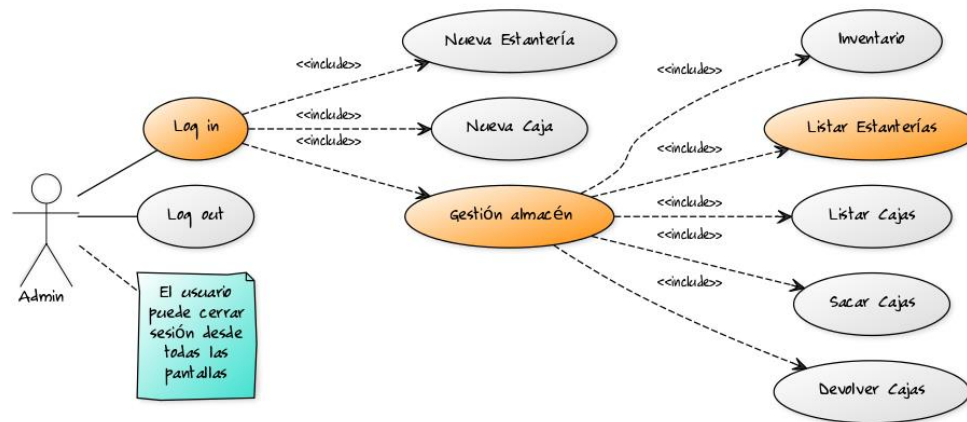 Nueva Estantería
Inventario
<<include>>
<<include>>
Log in
<<include>>
Nueva Caja
Listar Estanterías
<<include>>
<<include>>
Log out
Gestión almacén
<<include>>
Listar Cajas
<<include>>
Admin
El usuario
puede cerrar
sesión desde
todas las
pantallas
<<include>>
Sacar Cajas
Devolver Cajas